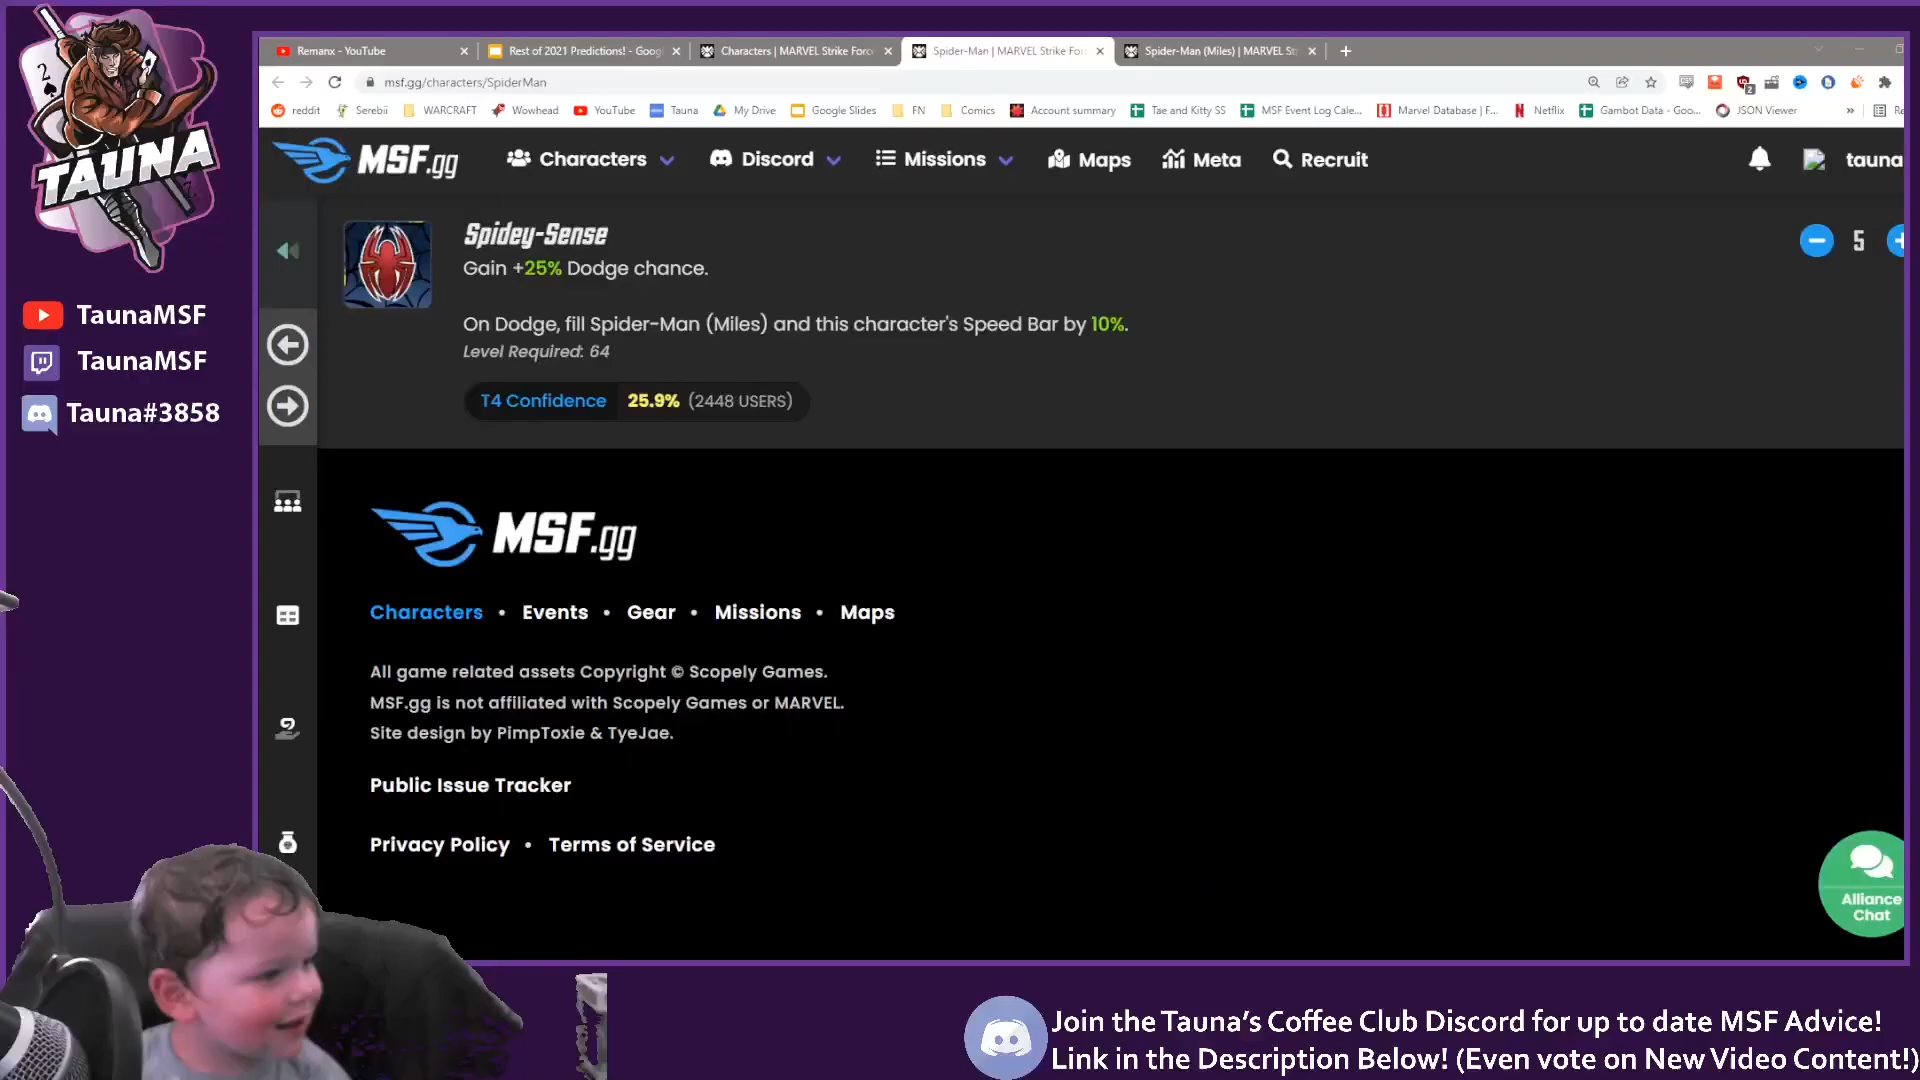 TAUNA
TaunaMSF
TaunaMSF
Tauna#3858
Remanx - YouTube
Rest of 2021 Predictions! - Goog
Characters | MARVEL Strike Forc
Spider-Man | MARVEL Strike For
Spider-Man (Miles) | MARVEL St
msf.gg/characters/SpiderMan
reddit Serebii WARCRAFT Wowhead YouTube Tauna My Drive Google Slides FN Comics Account summary Tae and Kitty SS MSF Event Log Cale... Marvel Database | F... Netflix Gambot Data - Goo... JSON Viewer » Re
MSF.gg Characters Discord Missions Maps Meta Recruit tauna
Spidey-Sense
Gain +25% Dodge chance.
5
On Dodge, fill Spider-Man (Miles) and this character's Speed Bar by 10%.
Level Required: 64
T4 Confidence 25.9% (2448 USERS)
MSF.gg
Characters • Events • Gear • Missions • Maps
All game related assets Copyright © Scopely Games.
MSF.gg is not affiliated with Scopely Games or MARVEL.
Site design by PimpToxie & TyeJae.
Public Issue Tracker
Privacy Policy • Terms of Service
Alliance
Chat
Join the Tauna's Coffee Club Discord for up to date MSF Advice!
Link in the Description Below! (Even vote on New Video Content!)